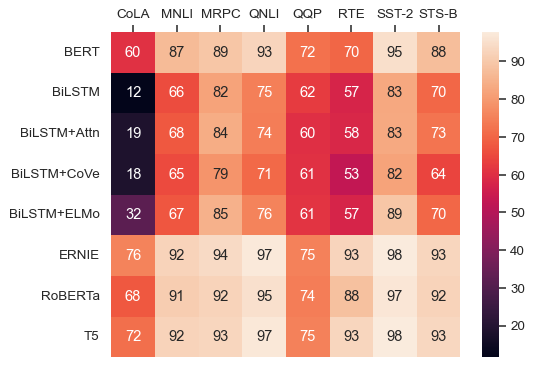 CoLA MNLI MRPC QNLI QQP RTE SST-2 STS-B
BERT 60 87 89 93 72 70 95 88
BiLSTM 12 66 82 75 62 57 83 70
BiLSTM+Attn 19 68 84 74 60 58 83 73
BiLSTM+CoVe 18 65 79 71 61 53 82 64
BiLSTM+ELMo 32 67 85 76 61 57 89 70
ERNIE 76 92 94 97 75 93 98 93
RoBERTa 68 91 92 95 74 88 97 92
T5 72 92 93 97 75 93 98 93
90
80
70
60
50
40
30
20